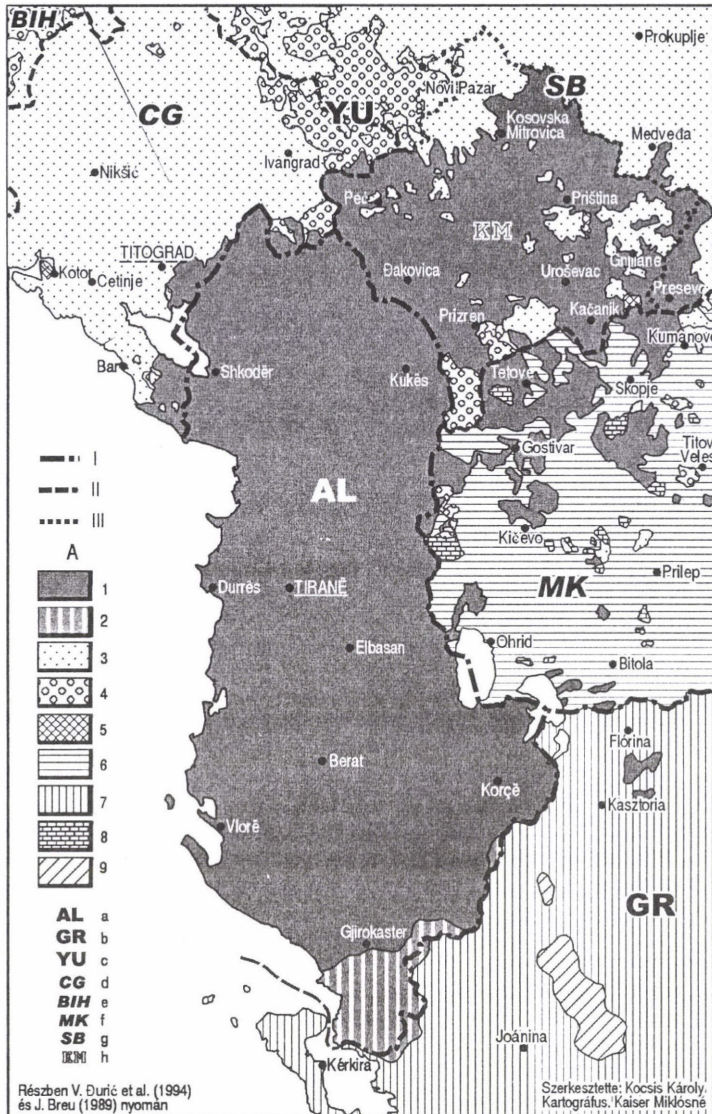 BIH
Prokuplje
Novi Pazar
SB
CG
YU
Kosovska
Mitrovica
Medveđa
Ivangrad
Nikšić
Peć
Priština
KM
TITOGRAD
Gnjilane
Kotor
Cetinje
Đakovica
Uroševac
Preševo
Prizren
Kačanik
Kumanovo
Bar
Shkodër
Kukës
Tetovo
Skopje
Gostivar
Titov
Veles
I
II
III
AL
Kičevo
A
1
Durrës
TIRANË
MK
Prilep
2
3
Elbasan
Ohrid
Bitola
4
5
6
Flórina
7
Berat
Korçë
Kasztoria
8
Vlorë
9
AL a
GR b
YU c
CG d
BIH e
MK f
SB g
KM h
GR
Gjirokaster
Joánina
Kérkira
Részben V. Đurić et al. (1994)
és J. Breu (1989) nyomán
Szerkesztette: Kocsis Károly.
Kartográfus: Kaiser Miklósné